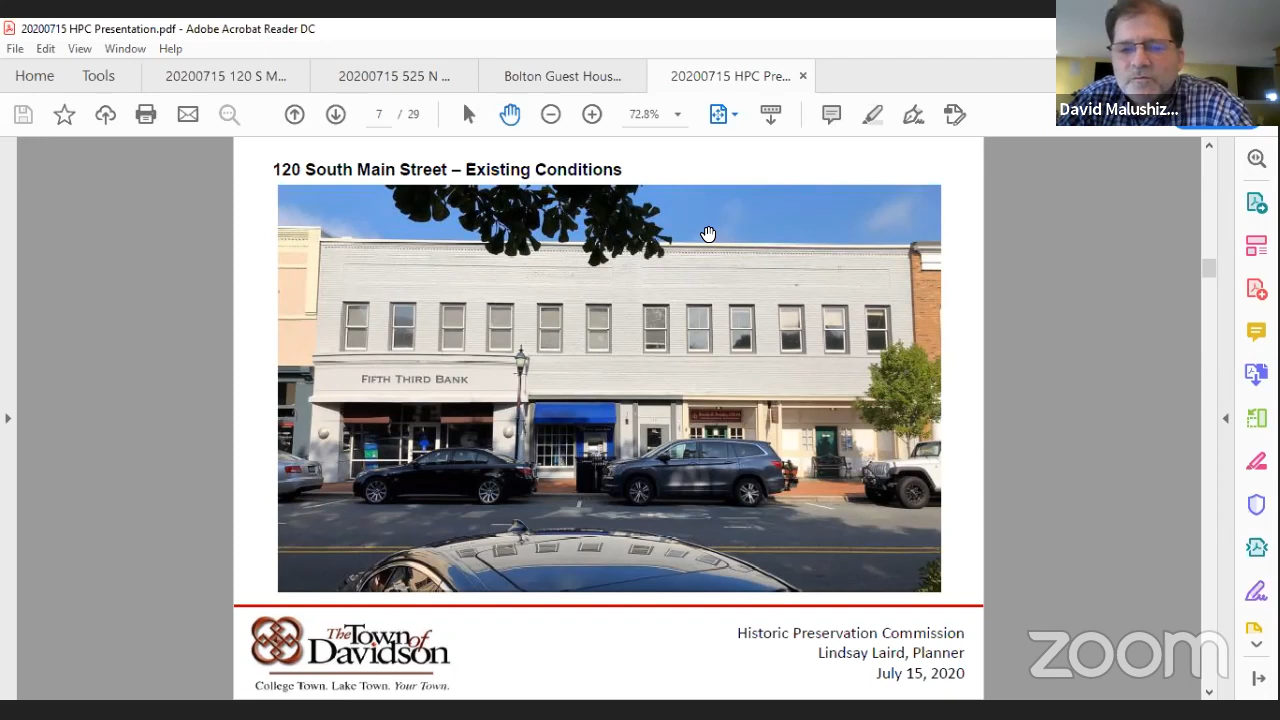 20200715 HPC Presentation.pdf - Adobe Acrobat Reader DC
File Edit View Window Help
Home Tools 20200715 120 S M... 20200715 525 N ... Bolton Guest Hous... 20200715 HPC Pre... ×
7 / 29 72.8%
David Malushiz...
120 South Main Street – Existing Conditions
FIFTH THIRD BANK
The Town of
Davidson
College Town. Lake Town. Your Town.
Historic Preservation Commission
Lindsay Laird, Planner
July 15, 2020
zoom